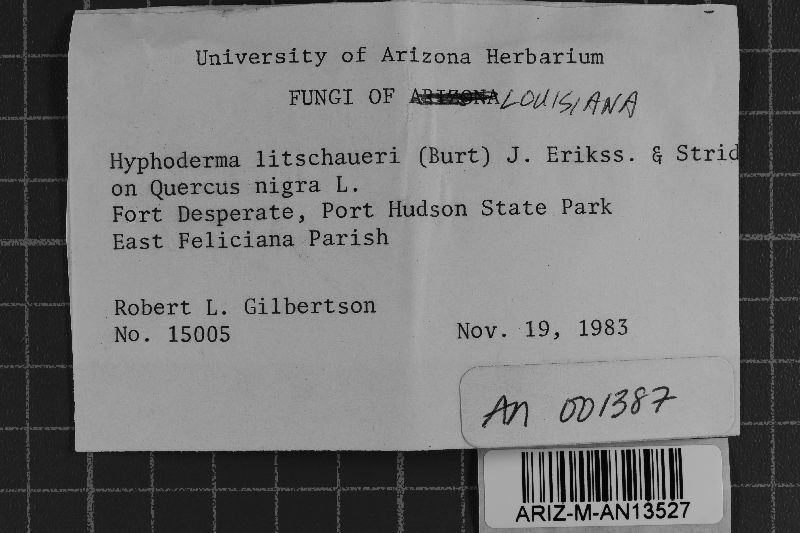 University of Arizona Herbarium
FUNGI OF ARIZONA LOUISIANA
Hyphoderma litschaueri (Burt) J. Erikss. & Strid
on Quercus nigra L.
Fort Desperate, Port Hudson State Park
East Feliciana Parish
Robert L. Gilbertson
No. 15005
Nov. 19, 1983
AN 001387
ARIZ-M-AN13527